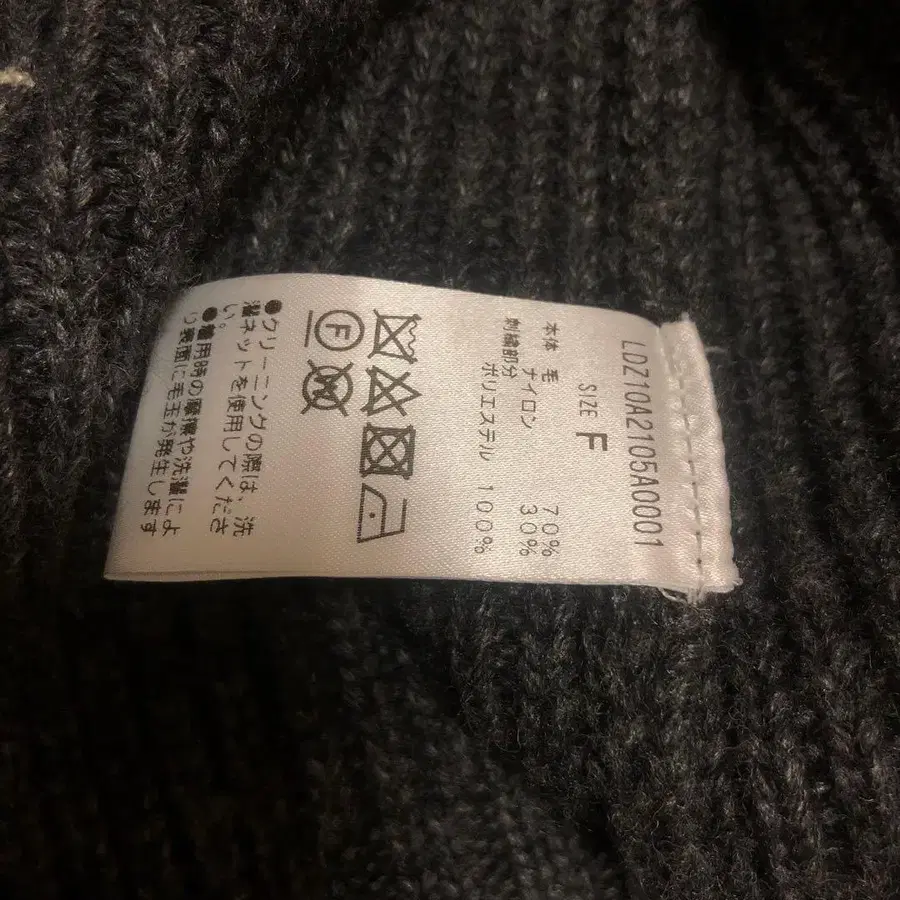 LDZ10A2105A0001
SIZE F
本体 毛 70%
ナイロン 30%
刺繍部分
ポリエステル 100%
F W
●クリーニングの際は、洗
濯ネットを使用してくださ
い。
●着用時の摩擦や洗濯によ
り表面に毛玉が発生します